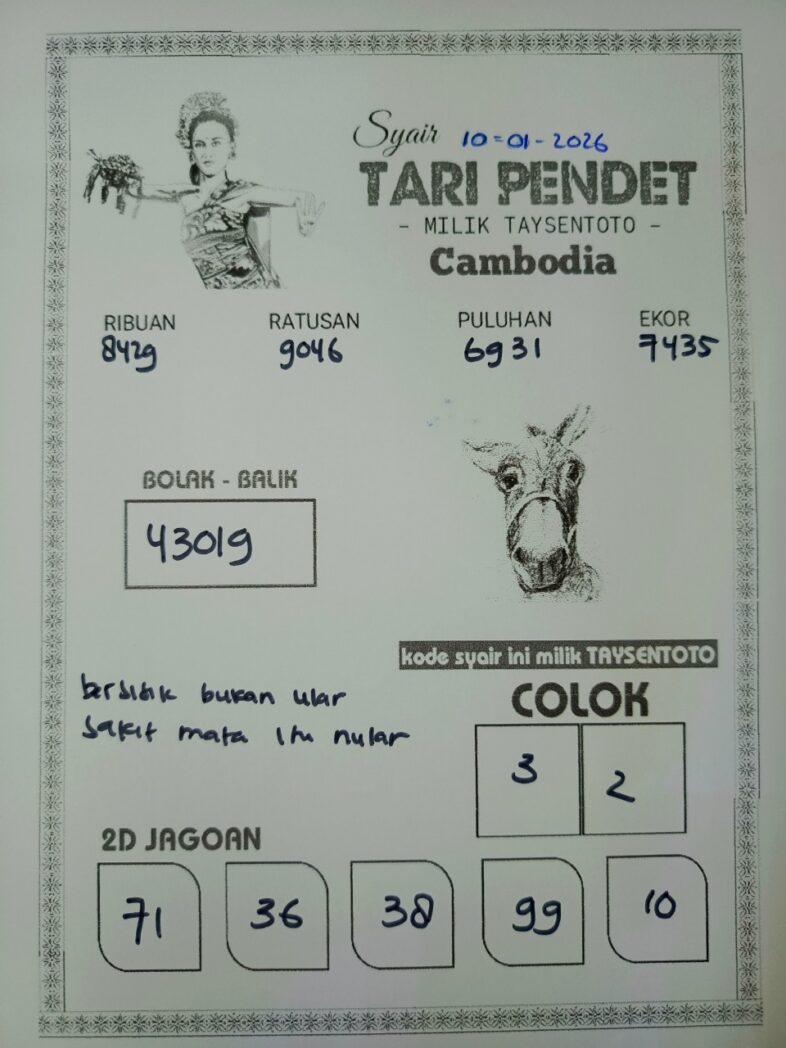 Syair 10-01-2026
TARI PENDET
- MILIK TAYSENTOTO -
Cambodia
RIBUAN RATUSAN PULUHAN EKOR
8429 9046 6931 7435
BOLAK - BALIK
43019
kode syair ini milik TAYSENTOTO
bersisik bukan ular
sakit mata itu nular
COLOK
3 2
2D JAGOAN
71 36 38 99 10